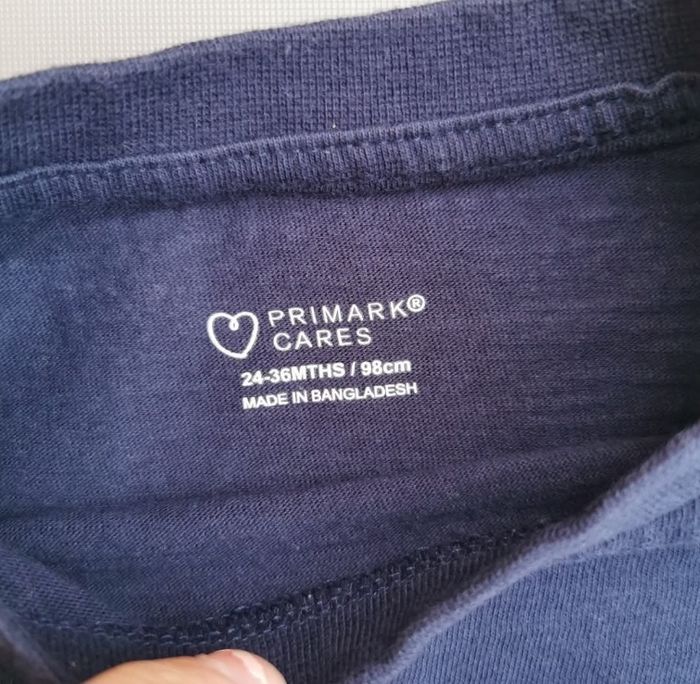 PRIMARK®
CARES
24-36MTHS / 98cm
MADE IN BANGLADESH